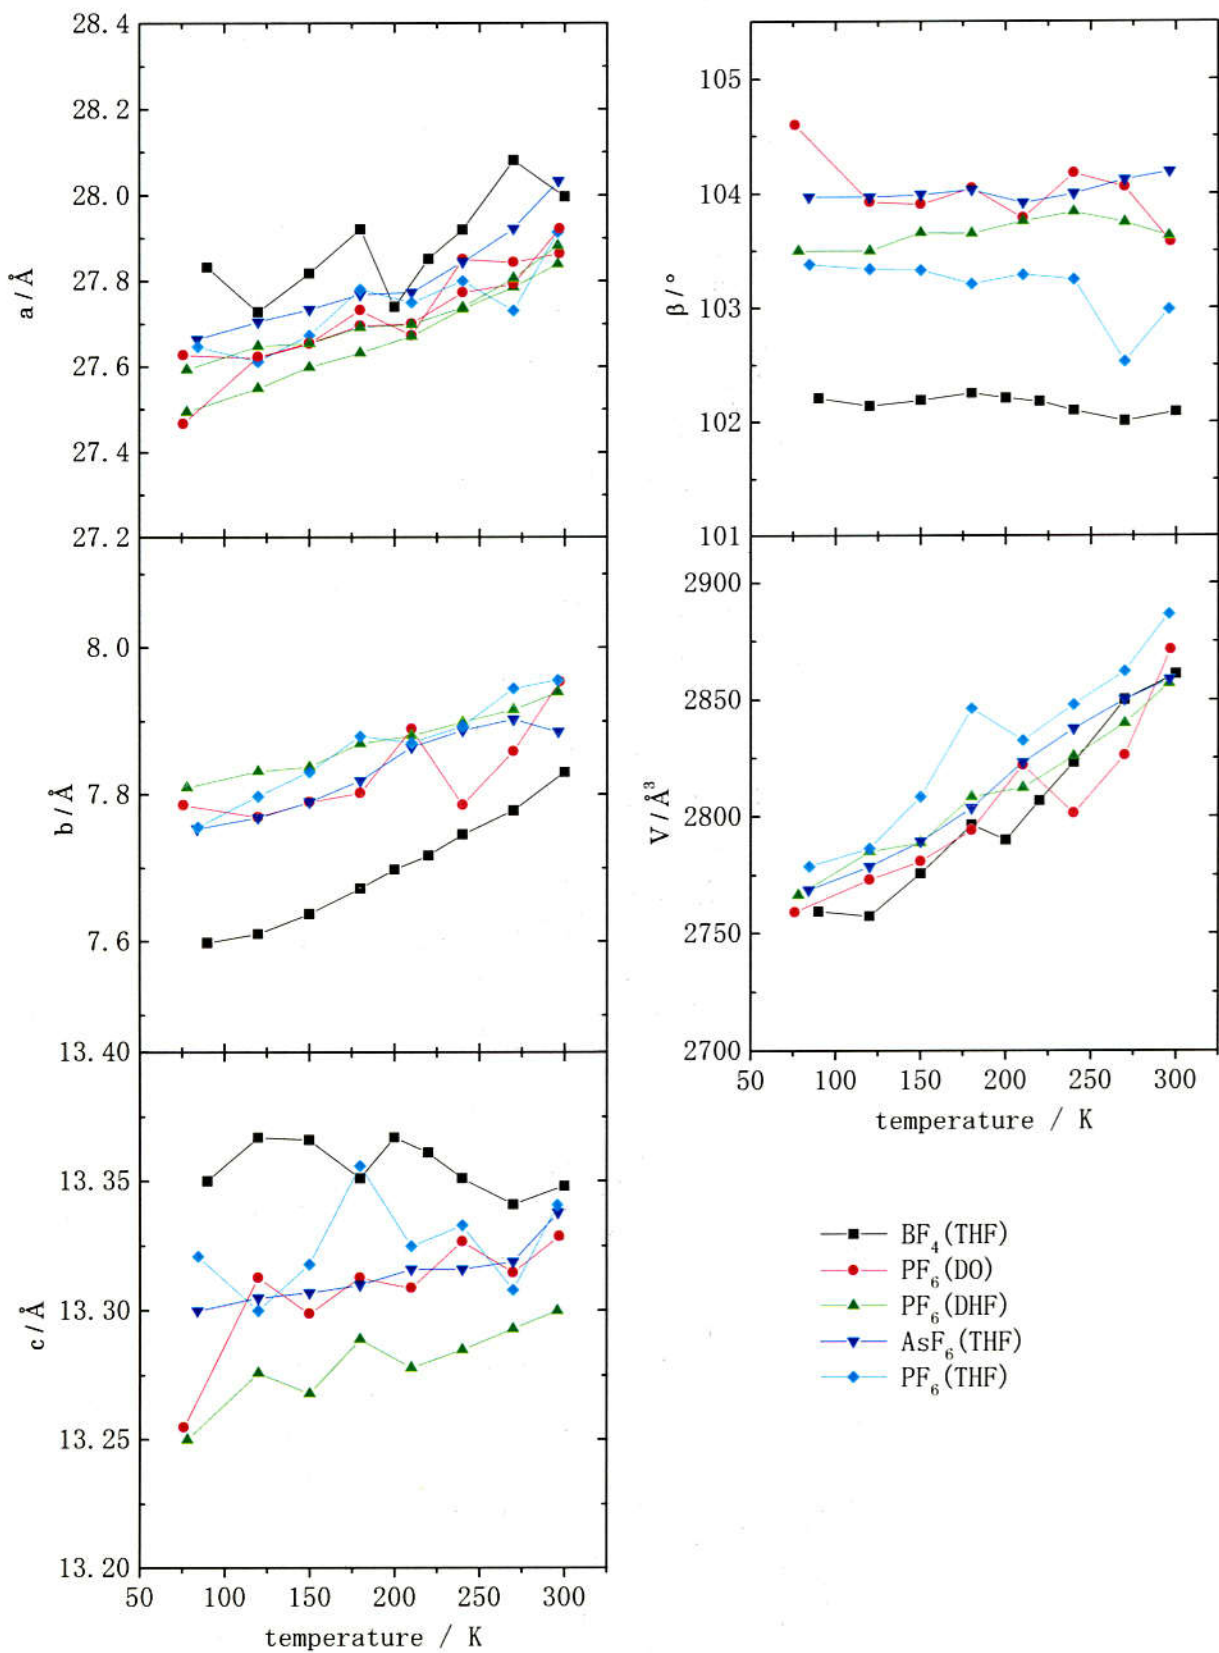 28.4
28.2
28.0
27.8
27.6
27.4
27.2
a/Å
8.0
7.8
7.6
b/Å
13.40
13.35
13.30
13.25
13.20
c/Å
50 100 150 200 250 300
temperature / K
105
104
103
102
101
β/°
2900
2850
2800
2750
2700
V/Å³
50 100 150 200 250 300
temperature / K
BF₄(THF)
PF₆(DO)
PF₆(DHF)
AsF₆(THF)
PF₆(THF)